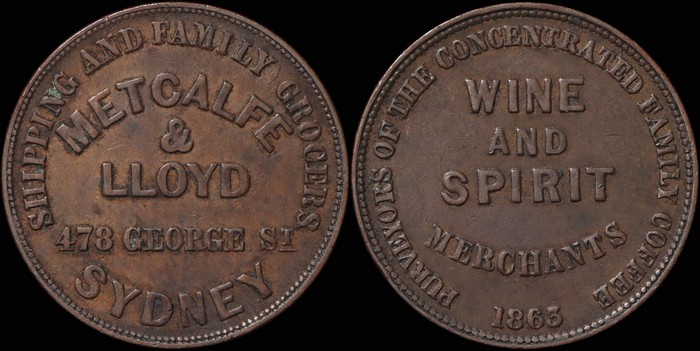 SHIPPING AND FAMILY GROCERS
METCALFE
&
LLOYD
478 GEORGE ST
SYDNEY
PURVEYORS OF THE CONCENTRATED FAMILY COFFEE
WINE
AND
SPIRIT
MERCHANTS
1863